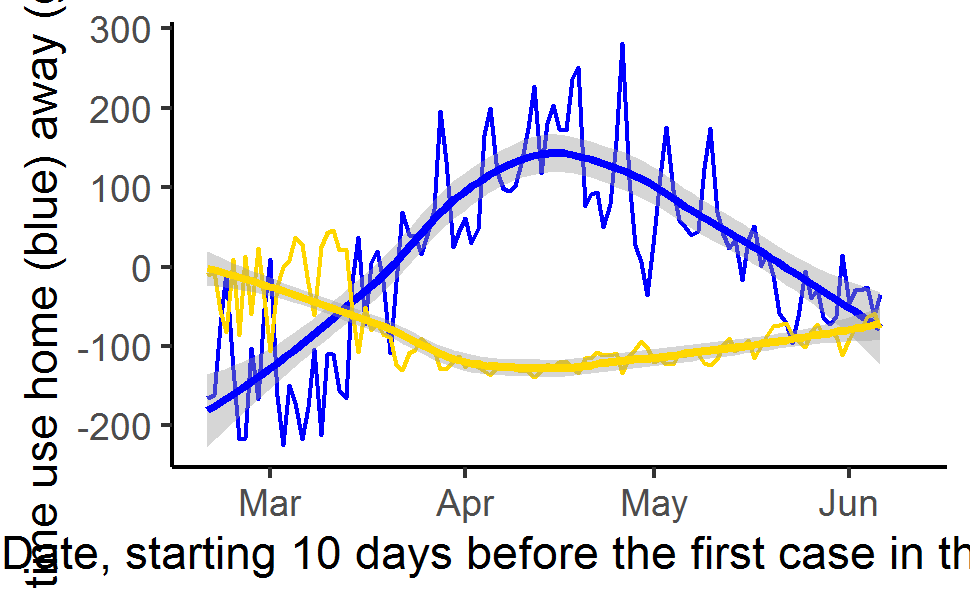 time use home (blue) away (
300
200
100
0
-100
-200
Mar Apr May Jun
Date, starting 10 days before the first case in th